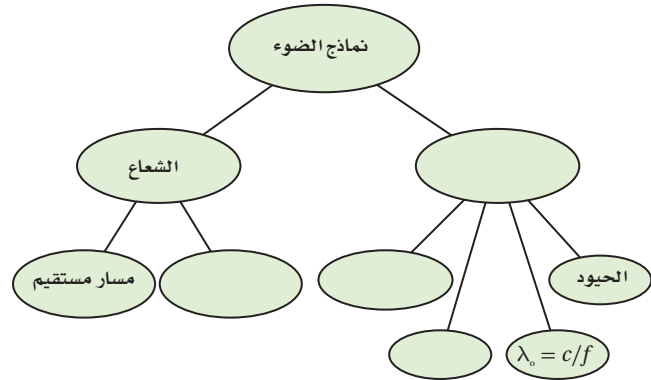 نماذج الضوء
الشعاع
مسار مستقيم
الحيود
λ₀ = c/f